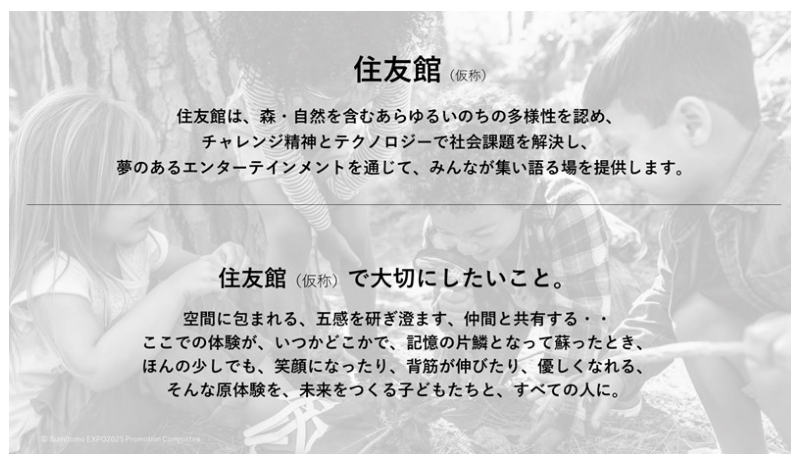 住友館（仮称）
住友館は、森・自然を含むあらゆるいのちの多様性を認め、
チャレンジ精神とテクノロジーで社会課題を解決し、
夢のあるエンターテインメントを通じて、みんなが集い語る場を提供します。
住友館（仮称）で大切にしたいこと。
空間に包まれる、五感を研ぎ澄ます、仲間と共有する・・
ここでの体験が、いつかどこかで、記憶の片鱗となって蘇ったとき、
ほんの少しでも、笑顔になったり、背筋が伸びたり、優しくなれる、
そんな原体験を、未来をつくる子どもたちと、すべての人に。
© Sumitomo EXPO2025 Promotion Committee